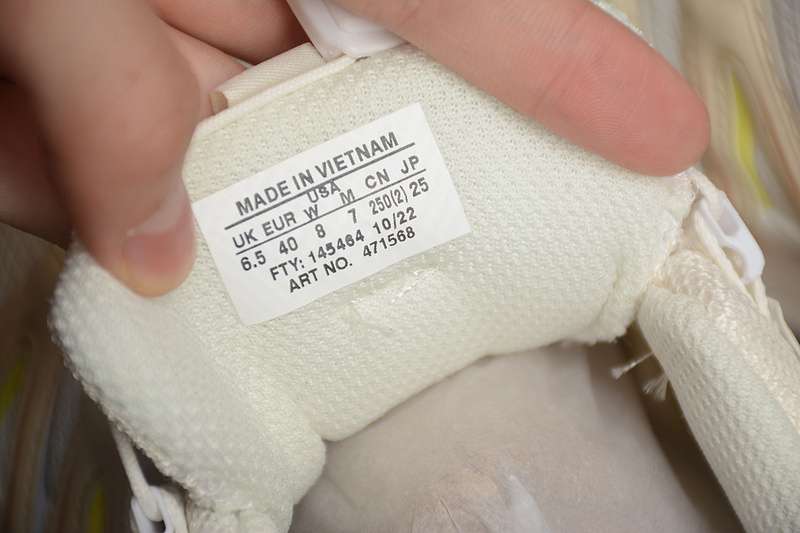 MADE IN VIETNAM
USA
UK EUR W M CN JP
6.5 40 8 7 250(2) 25
FTY: 145464 10/22
ART NO. 471568